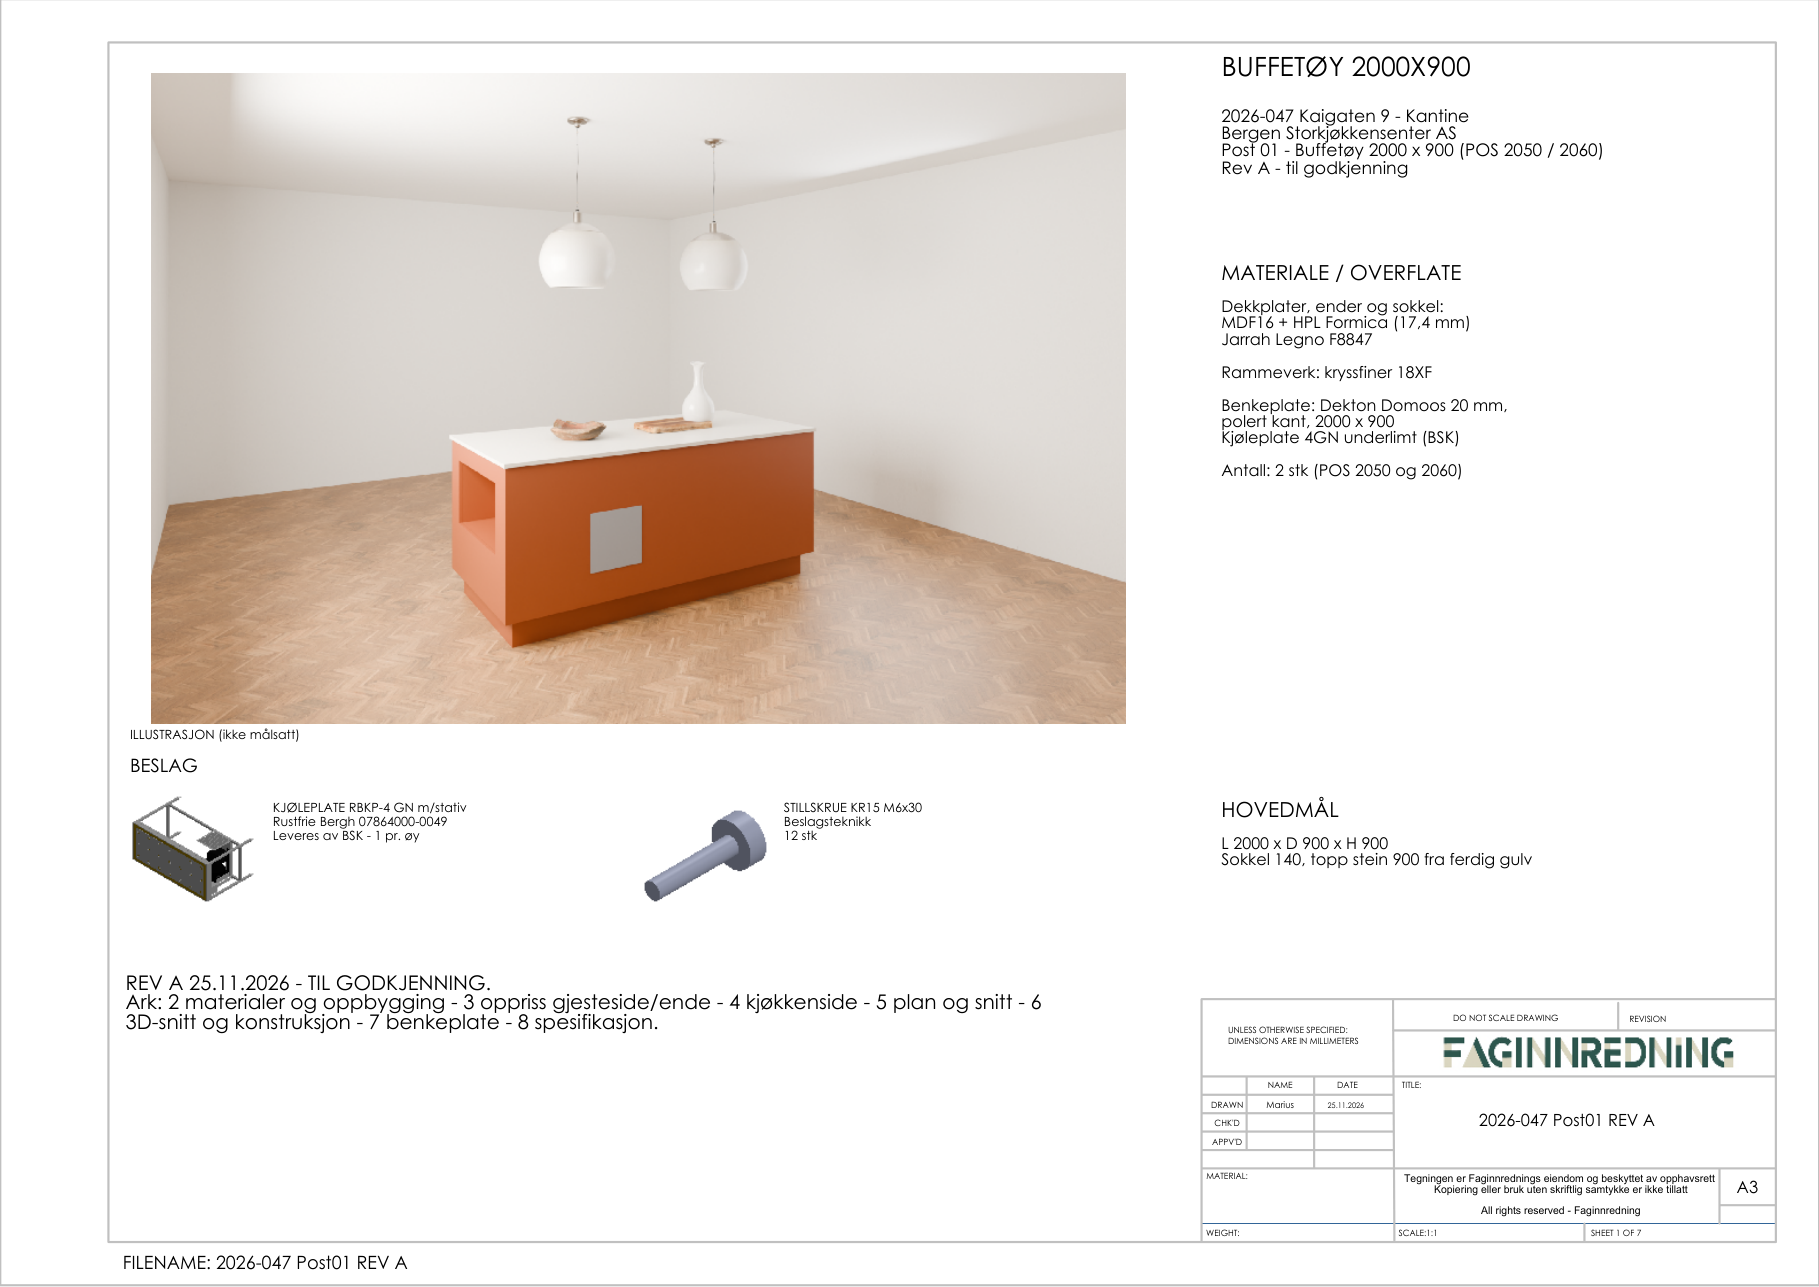 BUFFETØY 2000X900
2026-047 Kaigaten 9 - Kantine
Bergen Storkjøkkensenter AS
Post 01 - Buffetøy 2000 x 900 (POS 2050 / 2060)
Rev A - til godkjenning
MATERIALE / OVERFLATE
Dekkplater, ender og sokkel:
MDF16 + HPL Formica (17,4 mm)
Jarrah Legno F8847
Rammeverk: kryssfiner 18XF
Benkeplate: Dekton Domoos 20 mm,
polert kant, 2000 x 900
Kjøleplate 4GN underlimt (BSK)
Antall: 2 stk (POS 2050 og 2060)
ILLUSTRASJON (ikke målsatt)
BESLAG
KJØLEPLATE RBKP-4 GN m/stativ
Rustfrie Bergh 07864000-0049
Leveres av BSK - 1 pr. øy
STILLSKRUE KR15 M6x30
Beslagsteknikk
12 stk
HOVEDMÅL
L 2000 x D 900 x H 900
Sokkel 140, topp stein 900 fra ferdig gulv
REV A 25.11.2026 - TIL GODKJENNING.
Ark: 2 materialer og oppbygging - 3 oppriss gjesteside/ende - 4 kjøkkenside - 5 plan og snitt - 6
3D-snitt og konstruksjon - 7 benkeplate - 8 spesifikasjon.
UNLESS OTHERWISE SPECIFIED:
DIMENSIONS ARE IN MILLIMETERS
DO NOT SCALE DRAWING
REVISION
FAGINNREDNING
NAME
DATE
TITLE:
DRAWN
Marius
25.11.2026
CHK'D
APPV'D
2026-047 Post01 REV A
MATERIAL:
Tegningen er Faginnrednings eiendom og beskyttet av opphavsrett
Kopiering eller bruk uten skriftlig samtykke er ikke tillatt
All rights reserved - Faginnredning
A3
WEIGHT:
SCALE:1:1
SHEET 1 OF 7
FILENAME: 2026-047 Post01 REV A